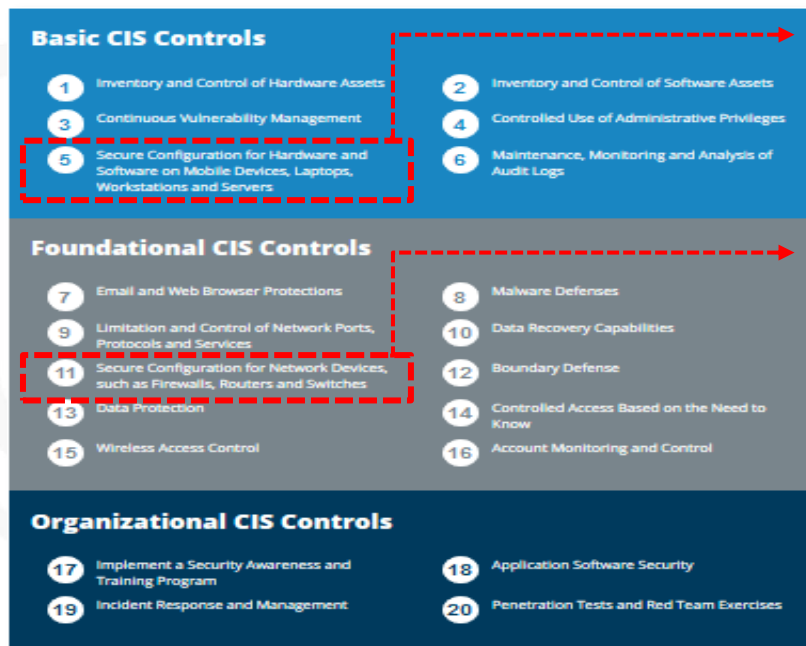 Basic CIS Controls
1 Inventory and Control of Hardware Assets
2 Inventory and Control of Software Assets
3 Continuous Vulnerability Management
4 Controlled Use of Administrative Privileges
5 Secure Configuration for Hardware and
Software on Mobile Devices, Laptops,
Workstations and Servers
6 Maintenance, Monitoring and Analysis of
Audit Logs
Foundational CIS Controls
7 Email and Web Browser Protections
8 Malware Defenses
9 Limitation and Control of Network Ports,
Protocols and Services
10 Data Recovery Capabilities
11 Secure Configuration for Network Devices,
such as Firewalls, Routers and Switches
12 Boundary Defense
13 Data Protection
14 Controlled Access Based on the Need to
Know
15 Wireless Access Control
16 Account Monitoring and Control
Organizational CIS Controls
17 Implement a Security Awareness and
Training Program
18 Application Software Security
19 Incident Response and Management
20 Penetration Tests and Red Team Exercises